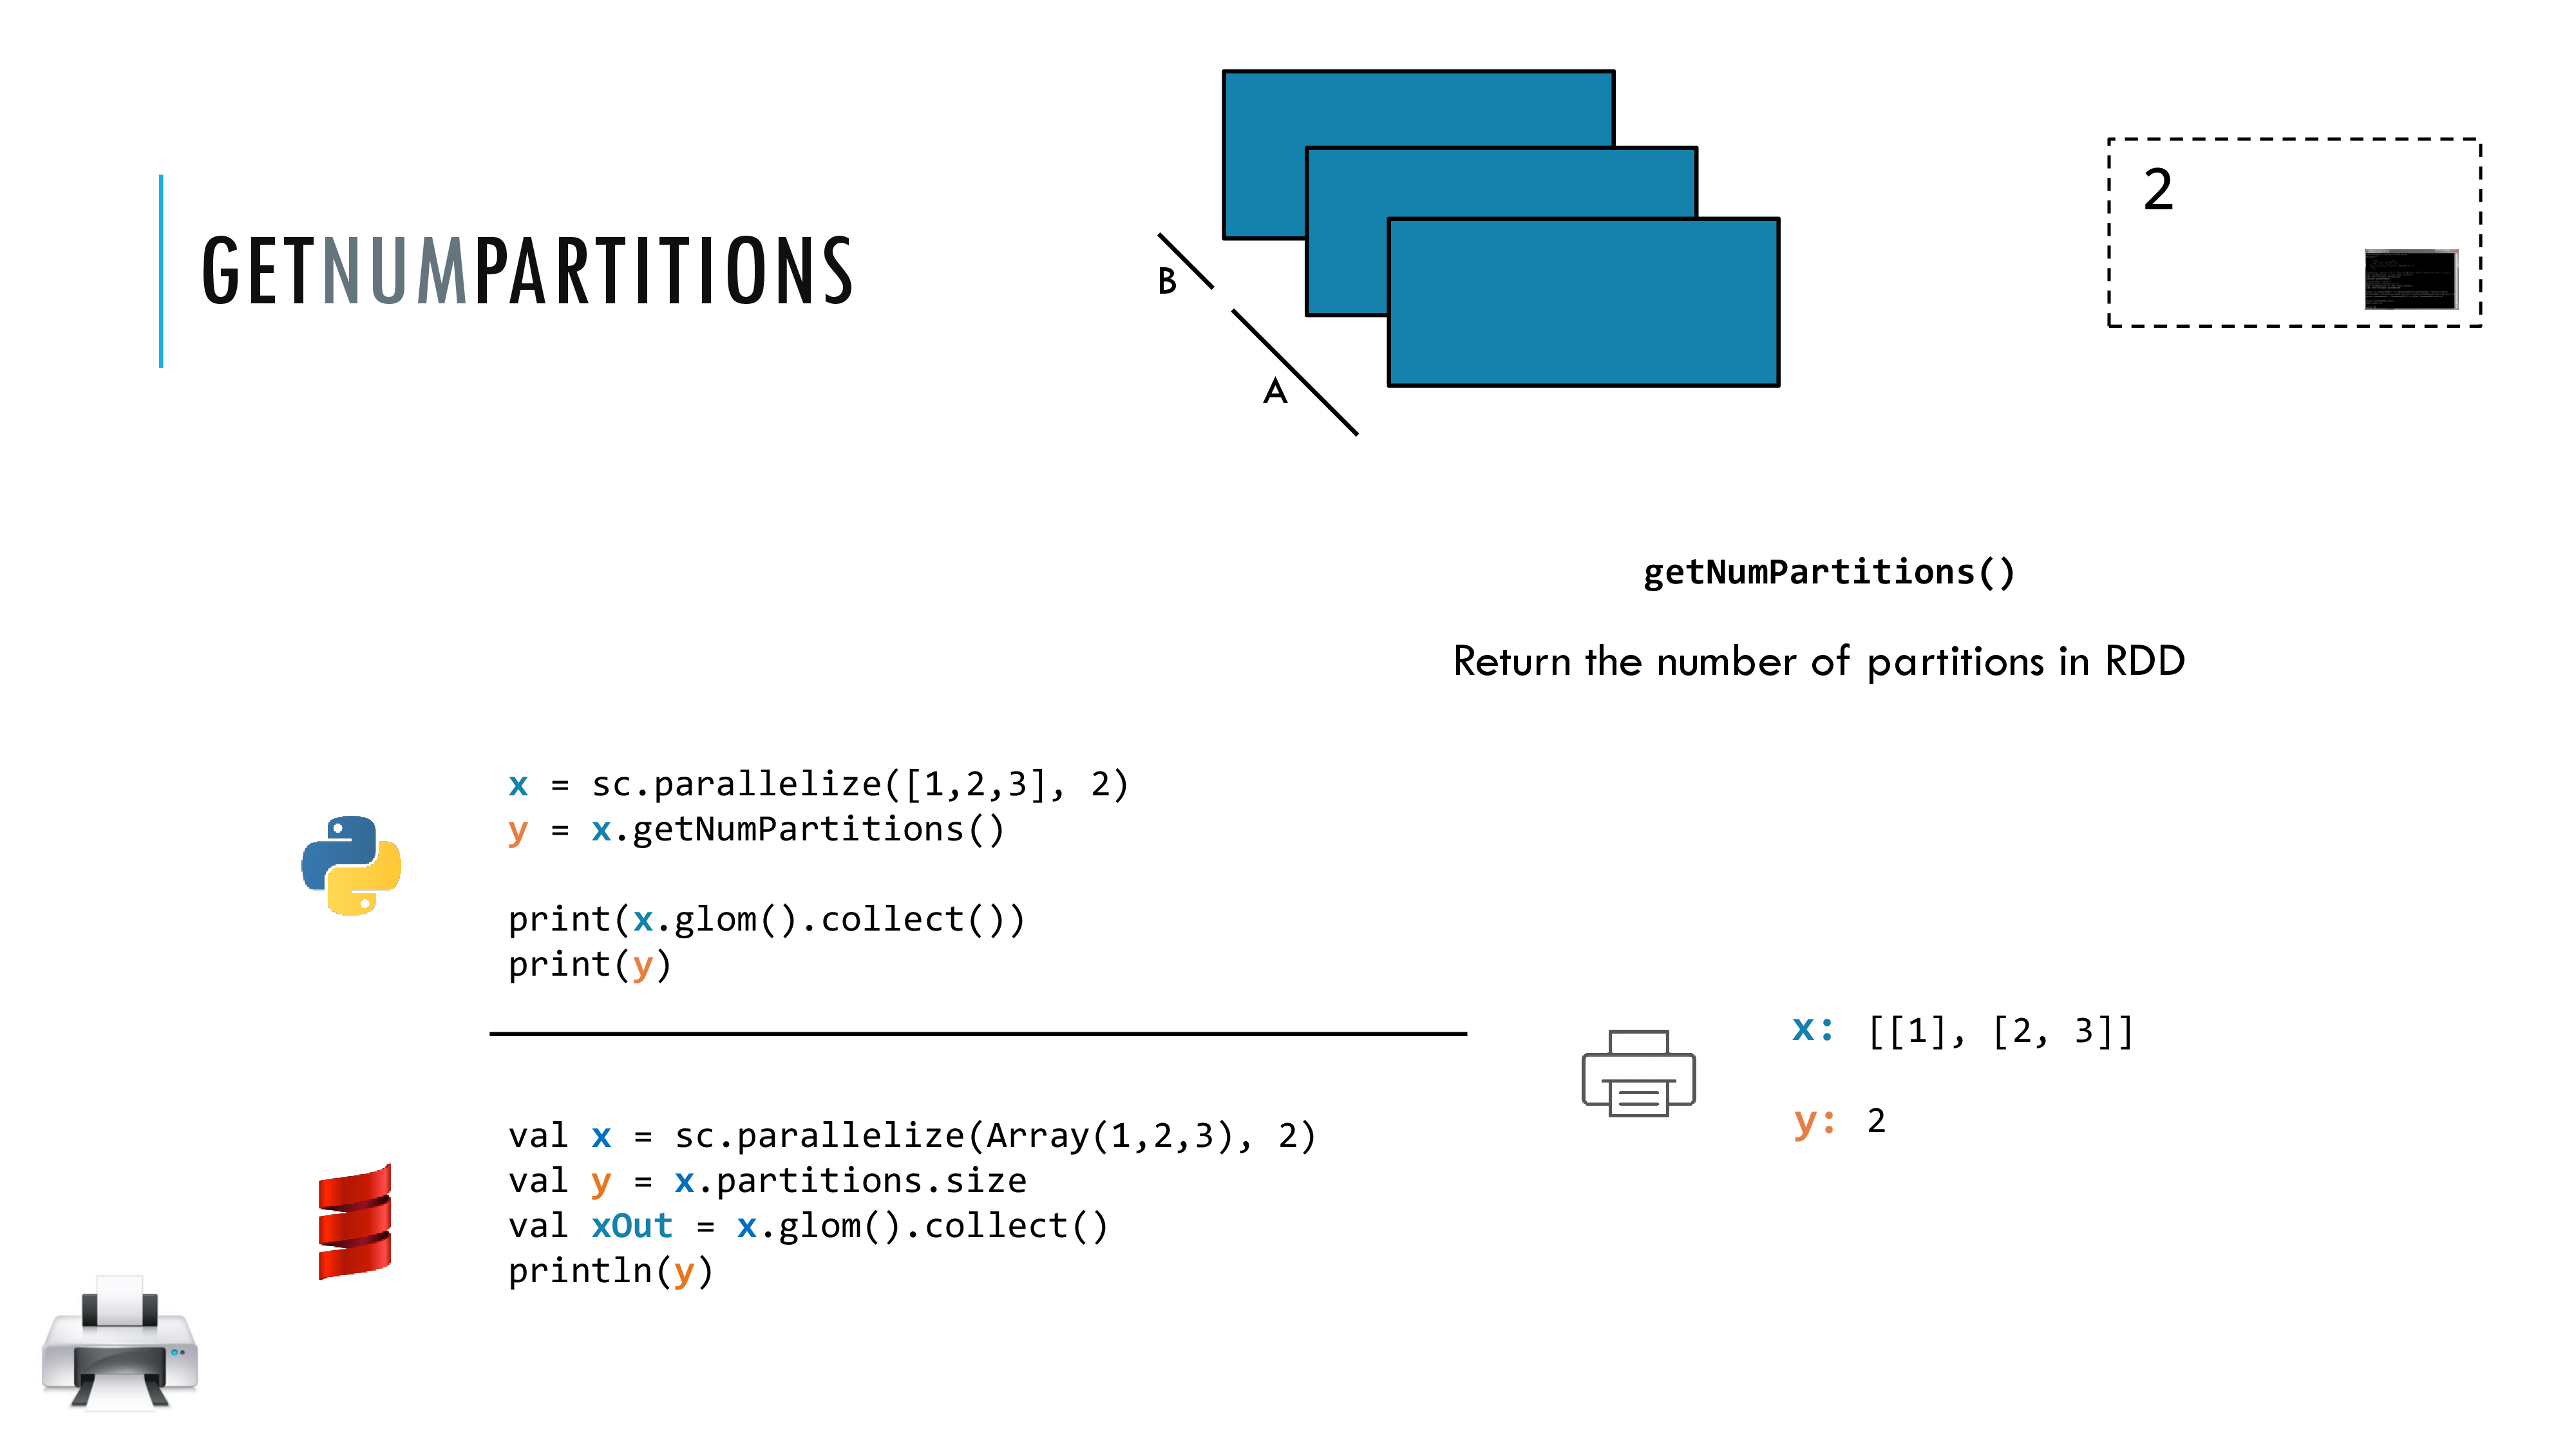 GETNUMPARTITIONS
B
A
2
getNumPartitions()
Return the number of partitions in RDD
x = sc.parallelize([1,2,3], 2)
y = x.getNumPartitions()
print(x.glom().collect())
print(y)
x: [[1], [2, 3]]
y: 2
val x = sc.parallelize(Array(1,2,3), 2)
val y = x.partitions.size
val xOut = x.glom().collect()
println(y)